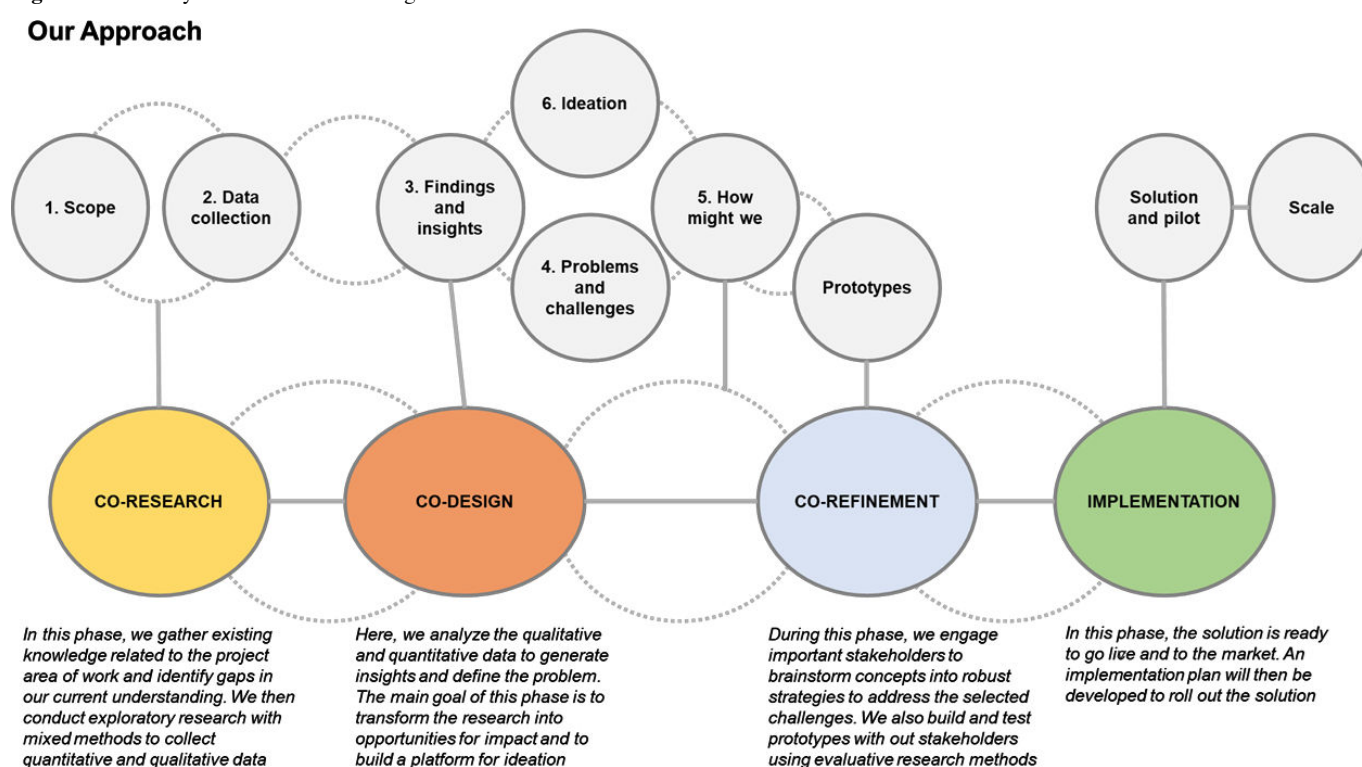 Our Approach
6. Ideation
1. Scope
2. Data
collection
3. Findings
and
insights
4. Problems
and
challenges
5. How
might we
Prototypes
Solution
and pilot
Scale
CO-RESEARCH
CO-DESIGN
CO-REFINEMENT
IMPLEMENTATION
In this phase, we gather existing
knowledge related to the project
area of work and identify gaps in
our current understanding. We then
conduct exploratory research with
mixed methods to collect
quantitative and qualitative data
Here, we analyze the qualitative
and quantitative data to generate
insights and define the problem.
The main goal of this phase is to
transform the research into
opportunities for impact and to
build a platform for ideation
During this phase, we engage
important stakeholders to
brainstorm concepts into robust
strategies to address the selected
challenges. We also build and test
prototypes with out stakeholders
using evaluative research methods
In this phase, the solution is ready
to go live and to the market. An
implementation plan will then be
developed to roll out the solution